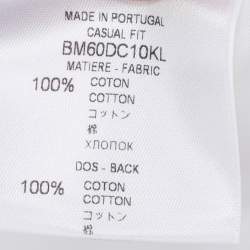 MADE IN PORTUGAL
CASUAL FIT
BM60DC10KL
MATIERE - FABRIC
100% COTON
COTTON
コットン
棉
ХЛОПОК
DOS - BACK
100% COTON
COTTON
コットン
棉